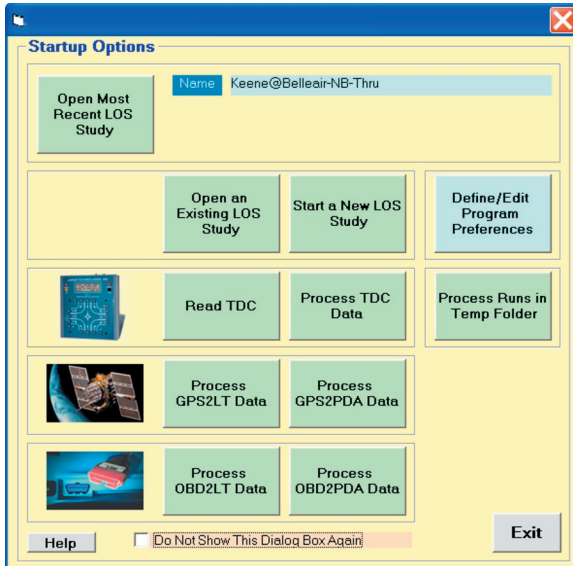 Startup Options
Open Most
Recent LOS
Study
Name
Keene@Belleair-NB-Thru
Open an
Existing LOS
Study
Start a New LOS
Study
Define/Edit
Program
Preferences
Read TDC
Process TDC
Data
Process Runs in
Temp Folder
Process
GPS2LT Data
Process
GPS2PDA Data
Process
OBD2LT Data
Process
OBD2PDA Data
Help
Do Not Show This Dialog Box Again
Exit